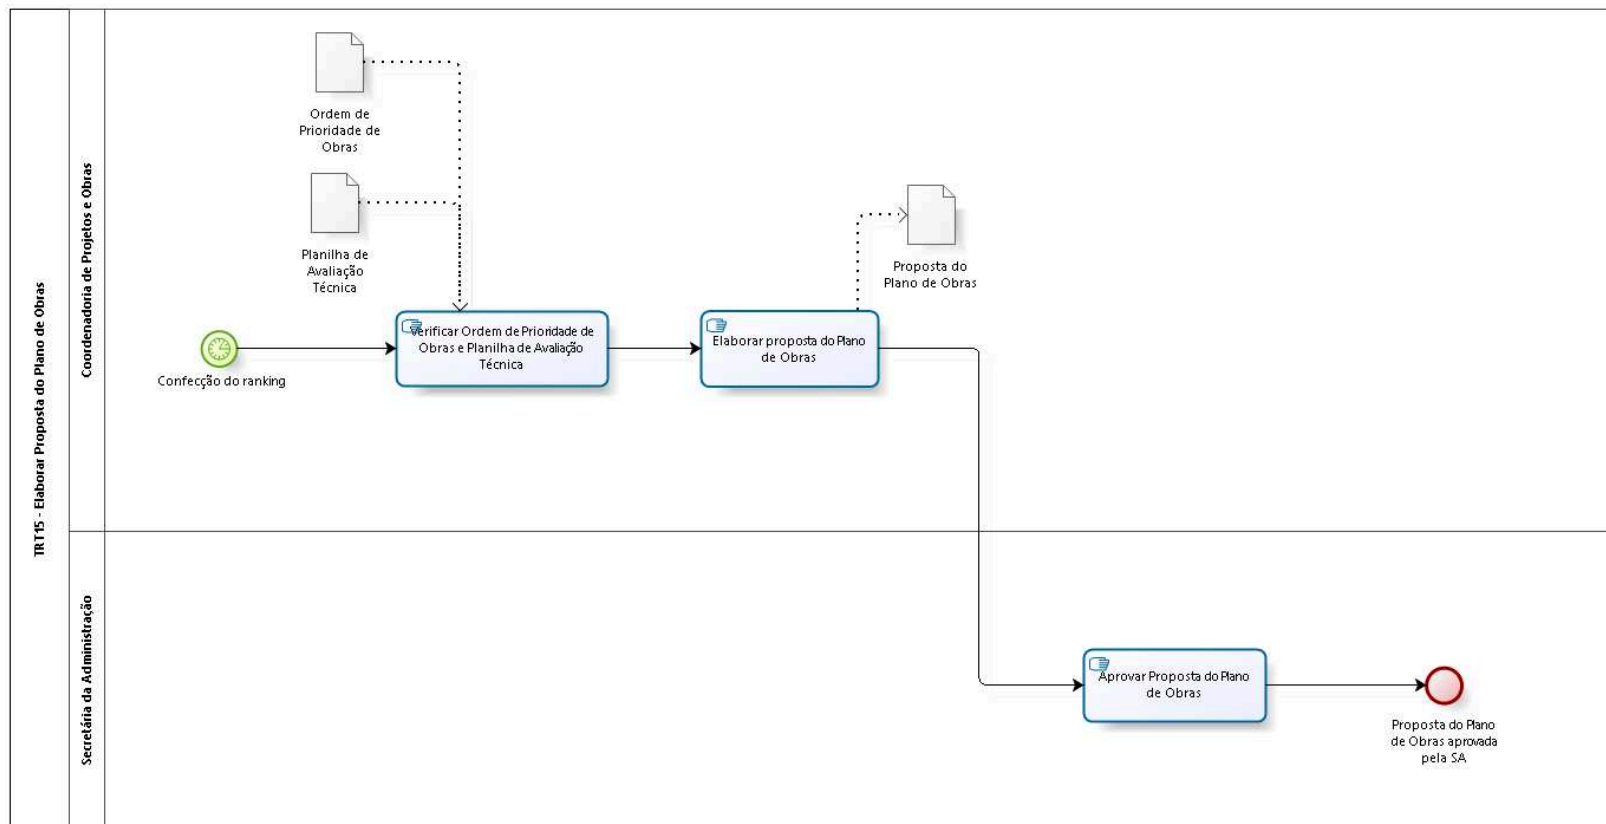 TRT15 - Elaborar Proposta do Plano de Obras
Coordenadoria de Projetos e Obras
Ordem de
Prioridade de
Obras
Planilha de
Avaliação
Técnica
Proposta do
Plano de Obras
Confecção do ranking
Verificar Ordem de Prioridade de
Obras e Planilha de Avaliação
Técnica
Elaborar proposta do Plano
de Obras
Secretária da Administração
Aprovar Proposta do Plano
de Obras
Proposta do Plano
de Obras aprovada
pela SA